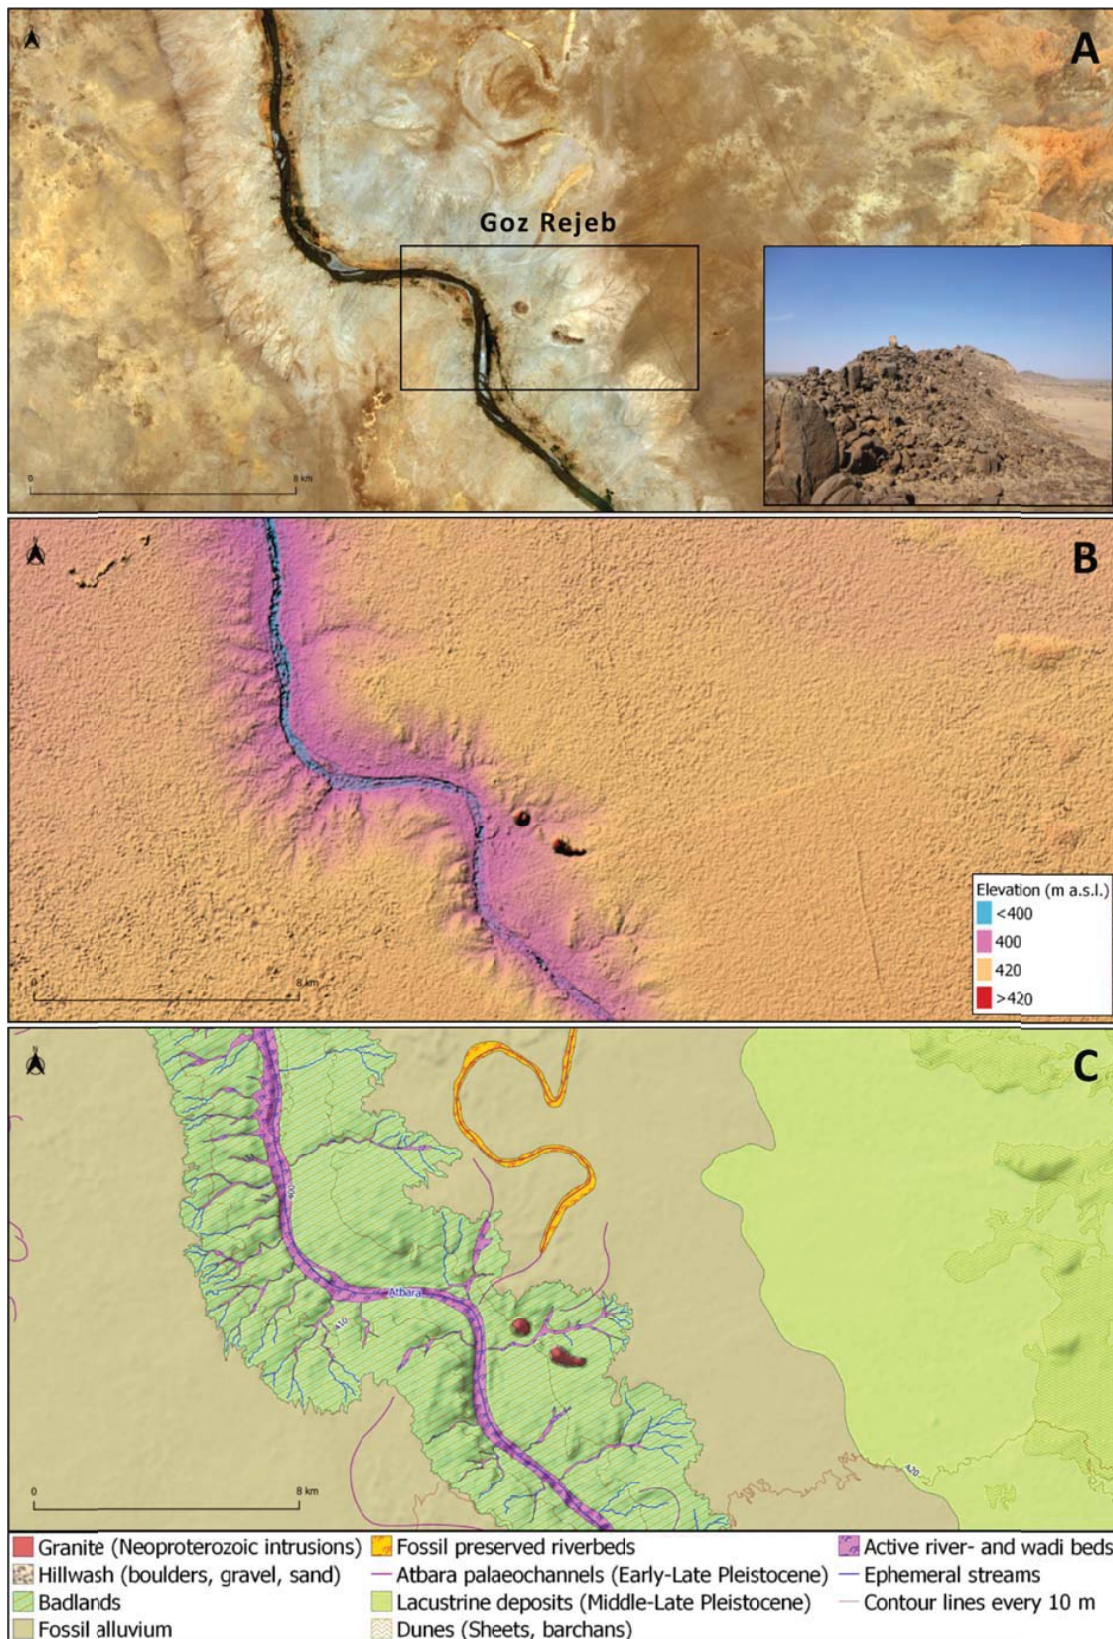 A
Goz Rejeb
0
8 km
N
B
Elevation (m a.s.l.)
<400
400
420
>420
0
8 km
N
C
400
Atbara
410
420
0
8 km
Granite (Neoproterozoic intrusions)
Fossil preserved riverbeds
Active river- and wadi beds
Hillwash (boulders, gravel, sand)
Atbara palaeochannels (Early-Late Pleistocene)
Ephemeral streams
Badlands
Lacustrine deposits (Middle-Late Pleistocene)
Contour lines every 10 m
Fossil alluvium
Dunes (Sheets, barchans)